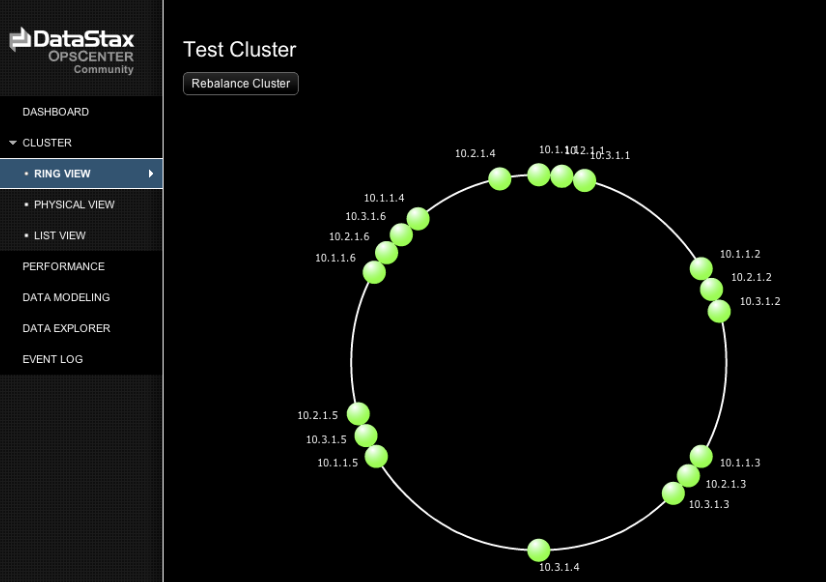 DataStax
OPSCENTER
Community
DASHBOARD
CLUSTER
RING VIEW
PHYSICAL VIEW
LIST VIEW
PERFORMANCE
DATA MODELING
DATA EXPLORER
EVENT LOG
Test Cluster
Rebalance Cluster
10.2.1.4
10.1.1.1
10.2.1.1
10.3.1.1
10.1.1.4
10.3.1.6
10.2.1.6
10.1.1.6
10.1.1.2
10.2.1.2
10.3.1.2
10.2.1.5
10.3.1.5
10.1.1.5
10.1.1.3
10.2.1.3
10.3.1.3
10.3.1.4